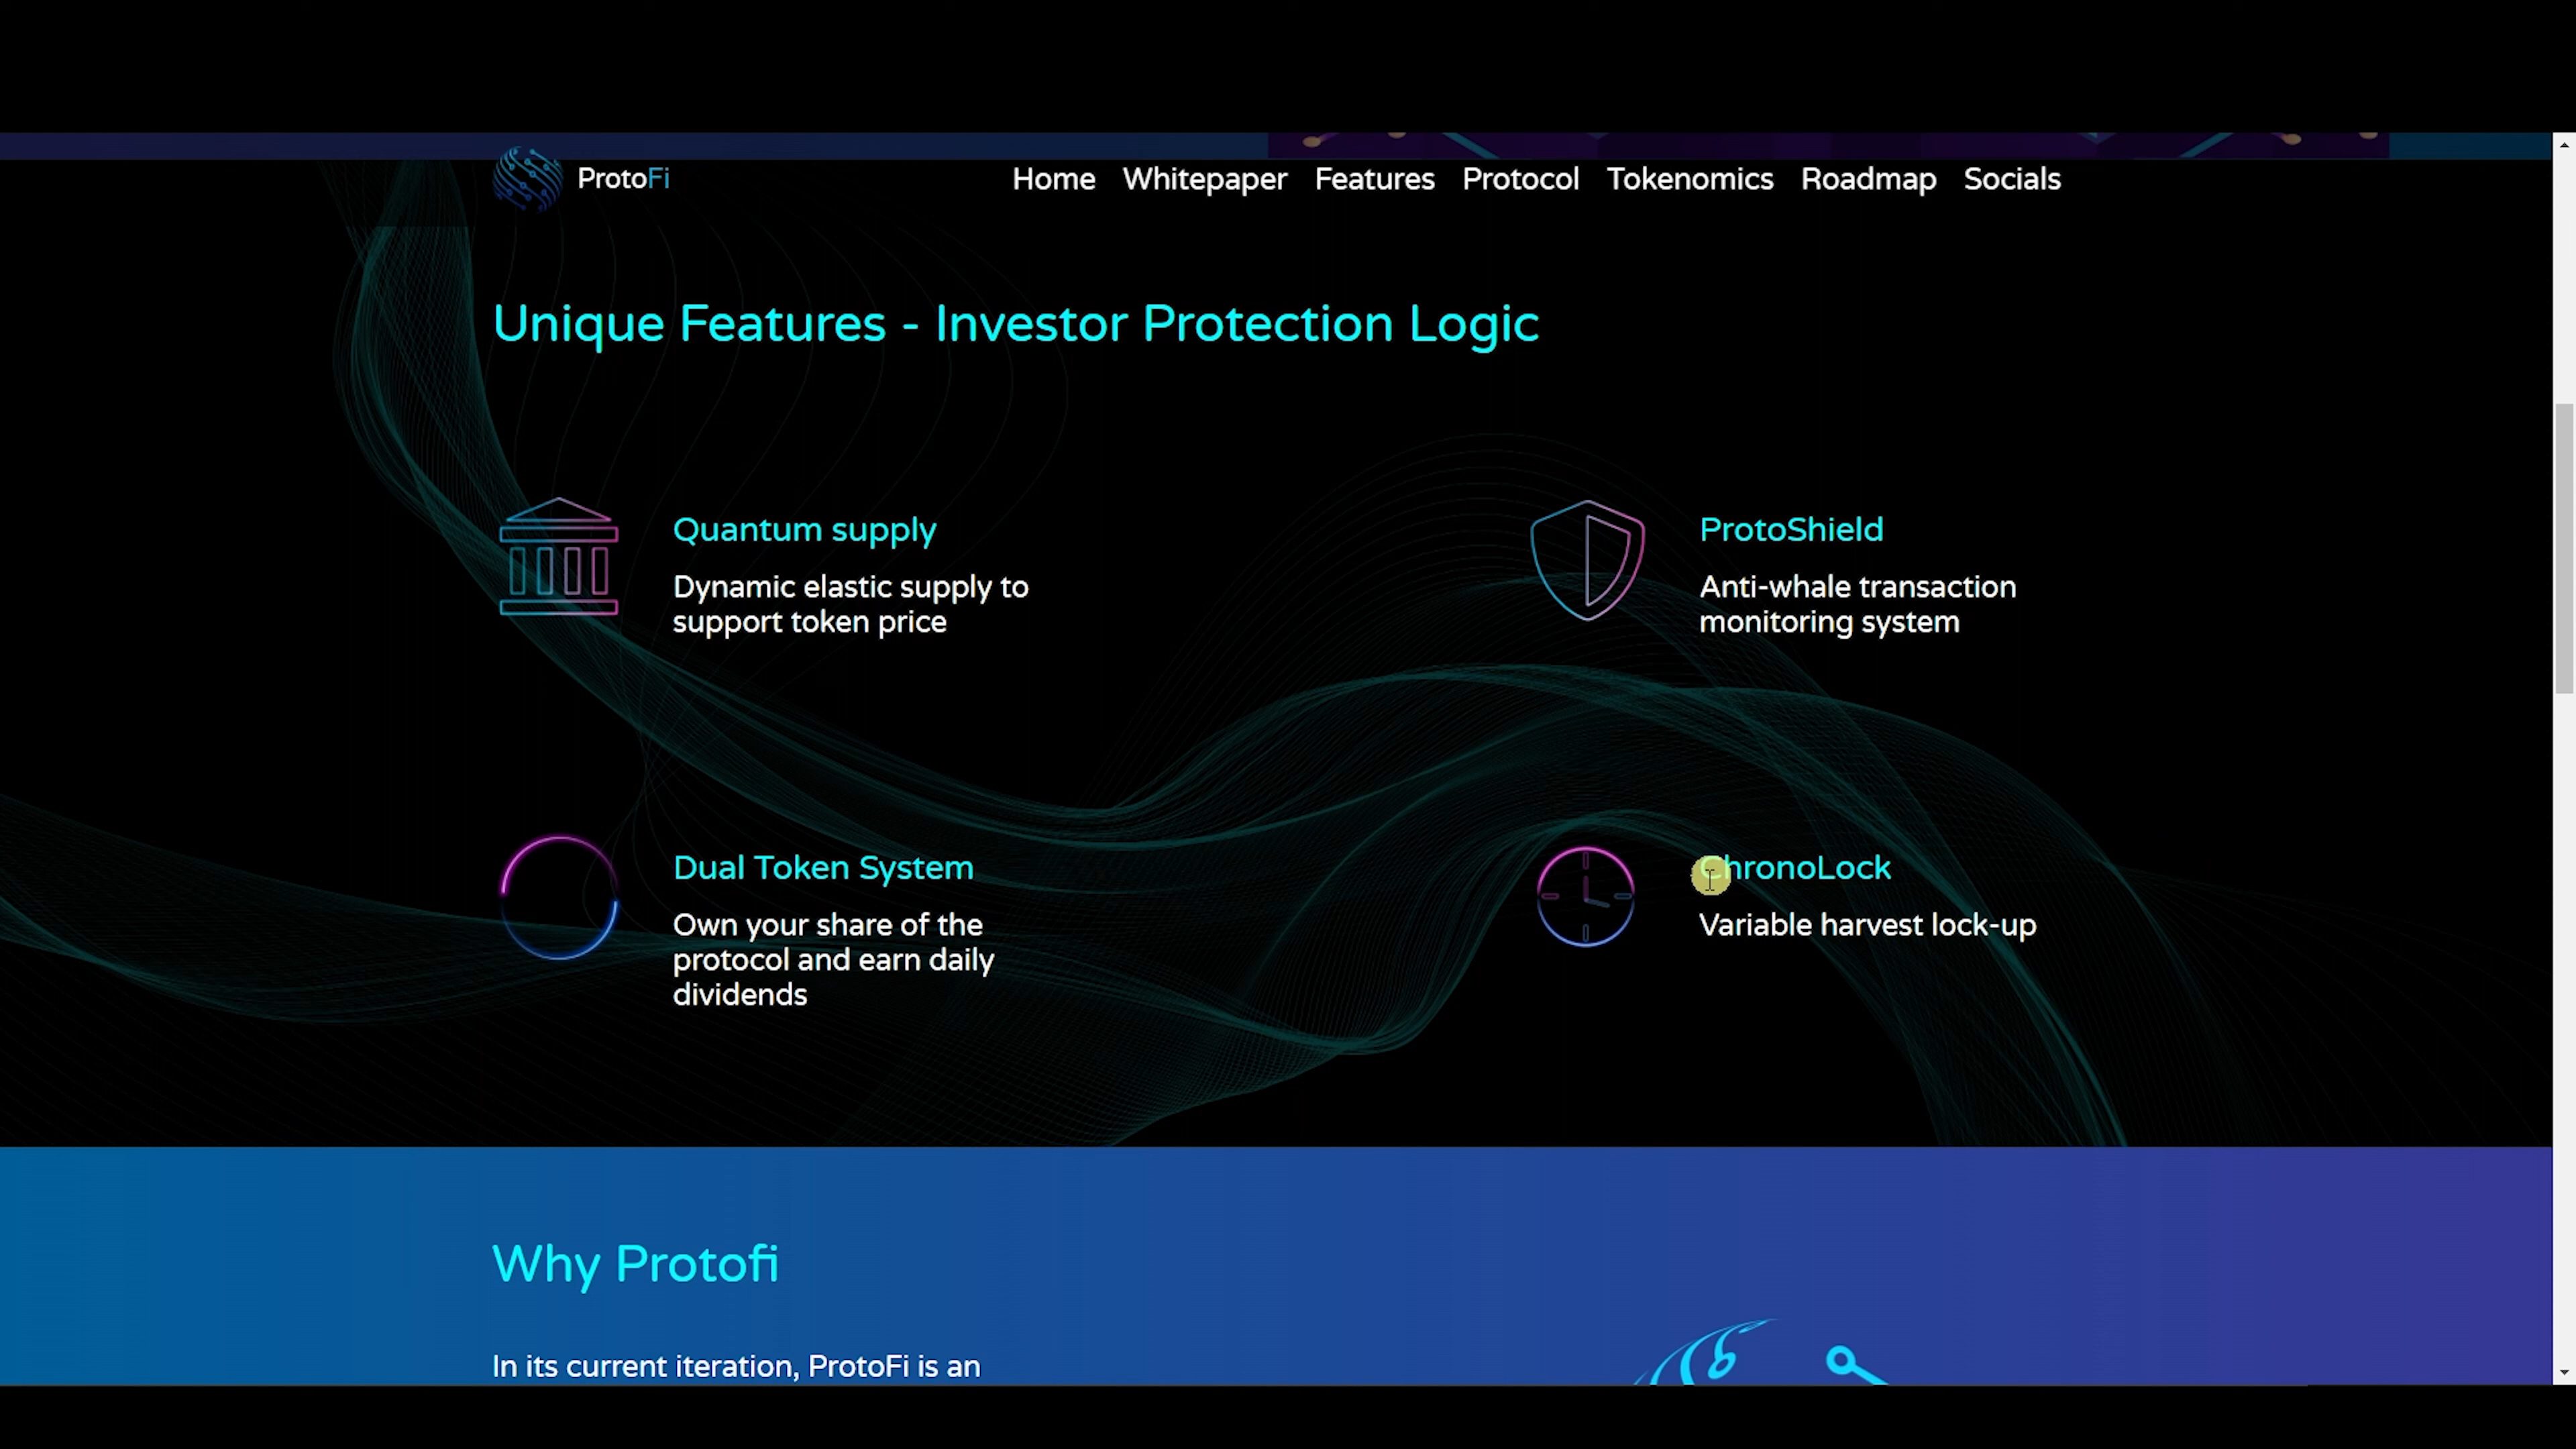 ProtoFi
Home Whitepaper Features Protocol Tokenomics Roadmap Socials
Unique Features - Investor Protection Logic
Quantum supply
Dynamic elastic supply to
support token price
ProtoShield
Anti-whale transaction
monitoring system
Dual Token System
Own your share of the
protocol and earn daily
dividends
ChronoLock
Variable harvest lock-up
Why Protofi
In its current iteration, ProtoFi is an